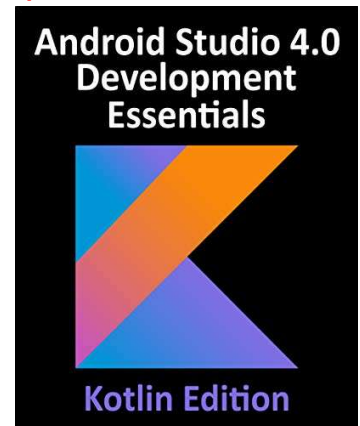 Android Studio 4.0
Development
Essentials
Kotlin Edition